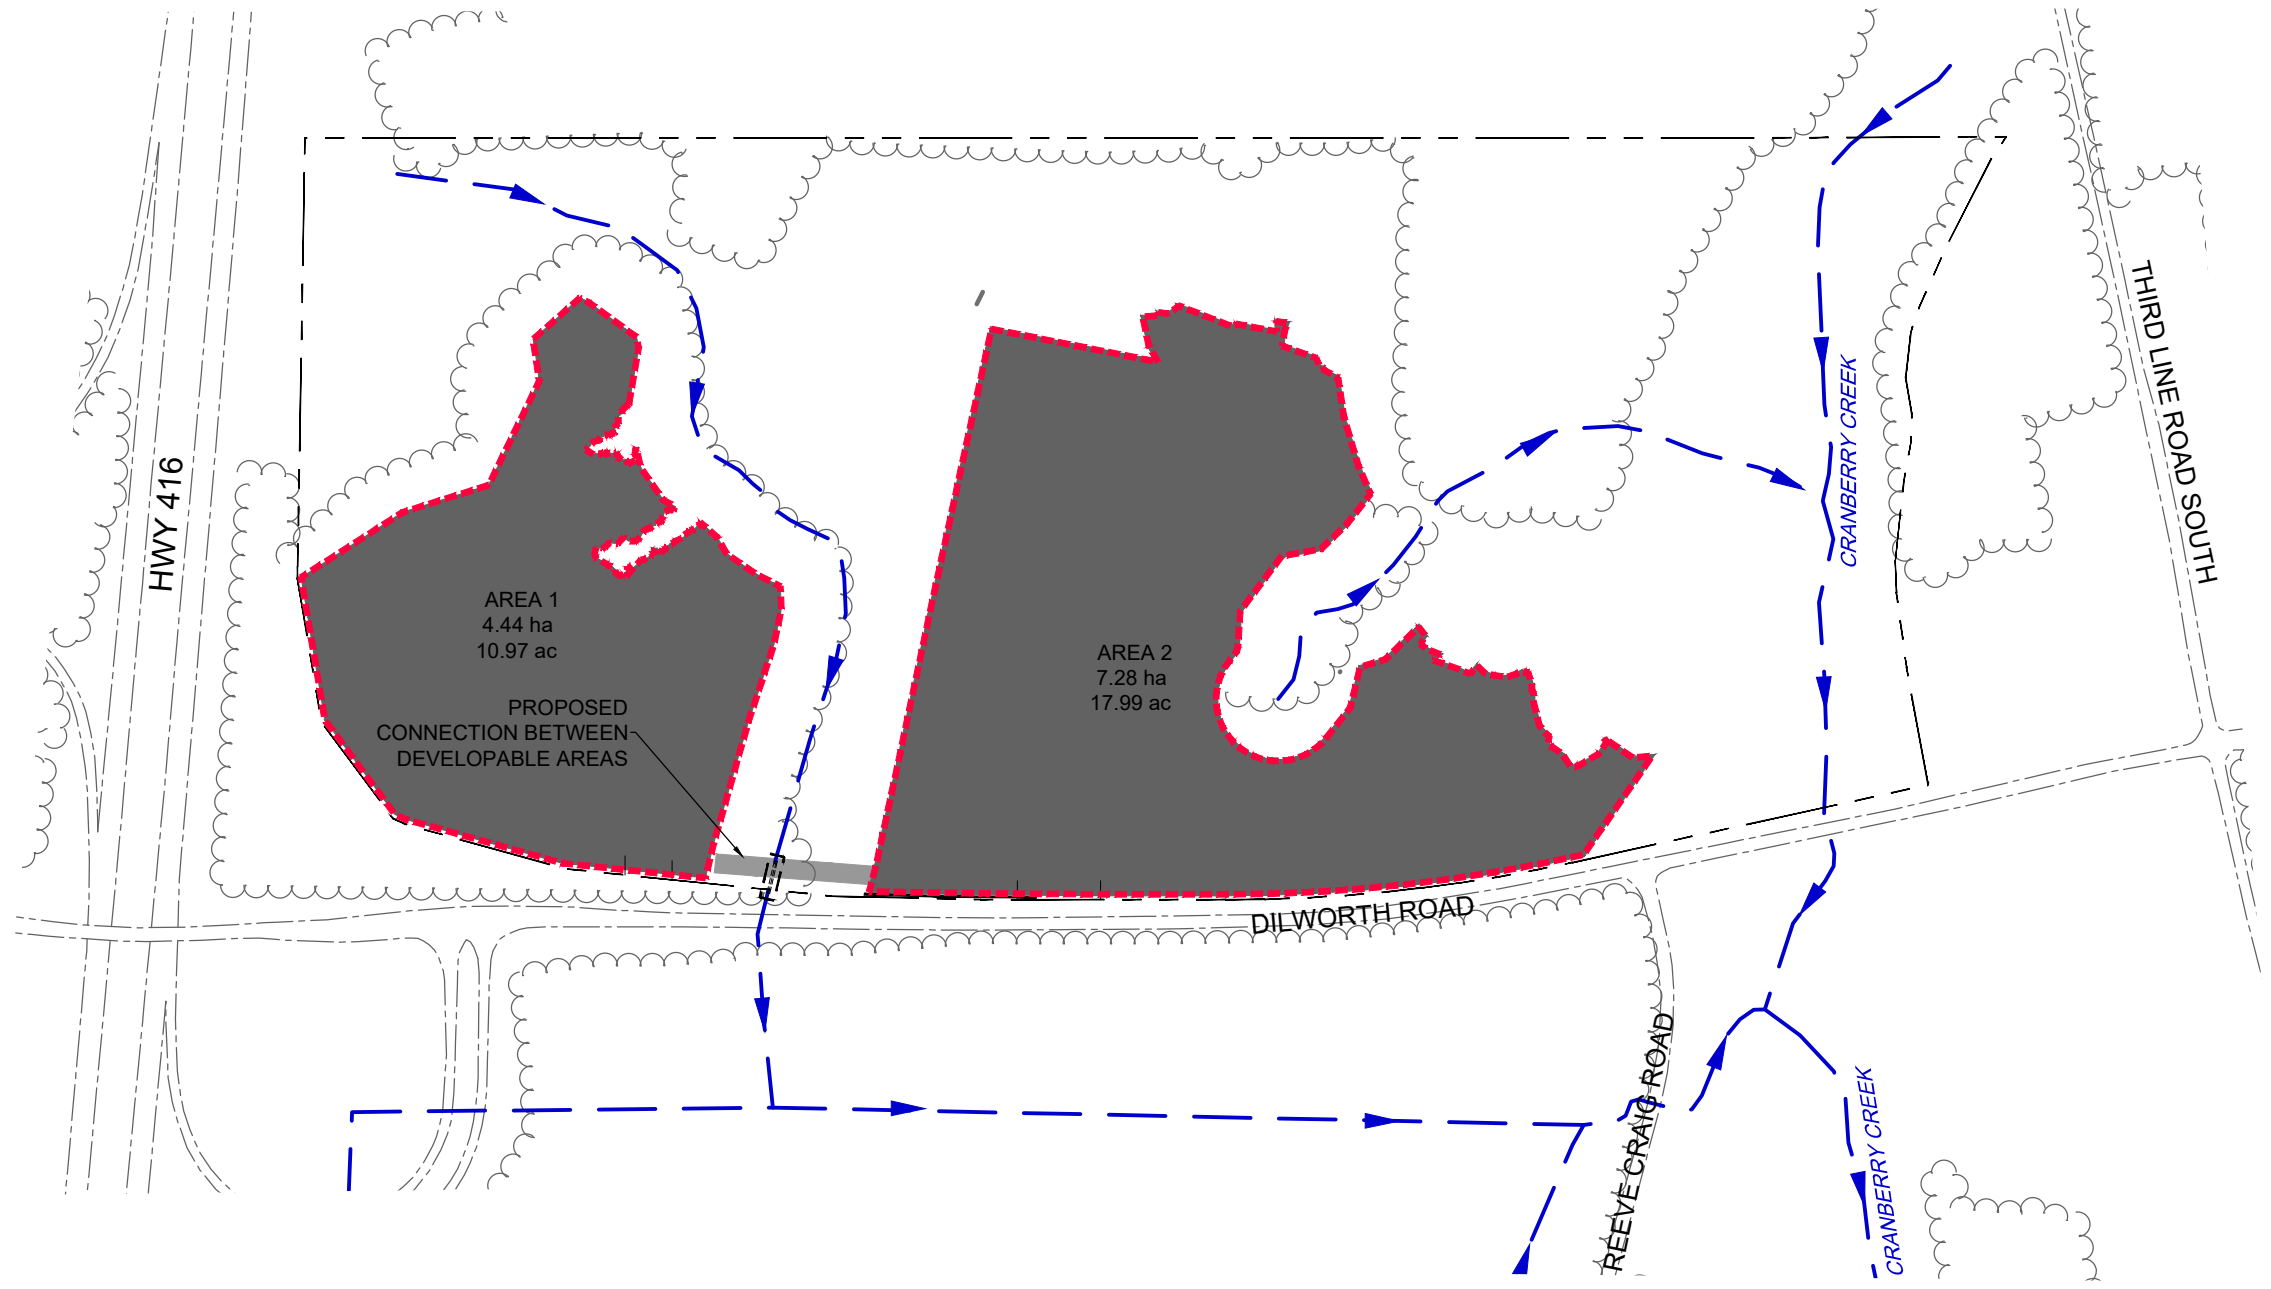 HWY 416
THIRD LINE ROAD SOUTH
CRANBERRY CREEK
AREA 1
4.44 ha
10.97 ac
AREA 2
7.28 ha
17.99 ac
PROPOSED
CONNECTION BETWEEN
DEVELOPABLE AREAS
DILWORTH ROAD
REEVE CRAIG ROAD
CRANBERRY CREEK